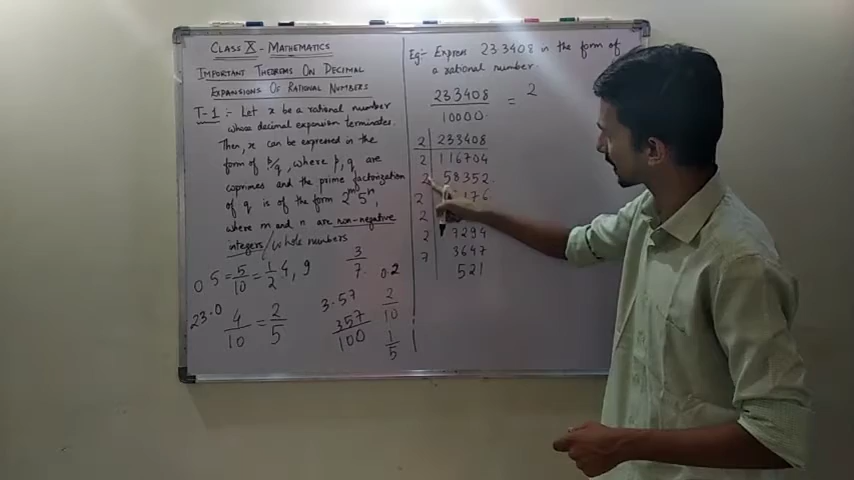 CLASS X - MATHEMATICS
IMPORTANT THEOREMS ON DECIMAL
EXPANSIONS OF RATIONAL NUMBERS
T-1 :- Let x be a rational number
whose decimal expansion terminates.
Then, x can be expressed in the
form of p/q, where p, q are
coprimes and the prime factorization
of q is of the form 2^m 5^n,
where m and n are non-negative
integers / whole numbers
0.5 = 5/10 = 1/2
4, 9
3/7
23.0
4/10 = 2/5
3.57
357/100
0.2
2/10
1/5
Eg:- Express 23.3408 in the form of
a rational number.
233408/10000 = 2
2 233408
2 116704
2 58352
2 176
2
2 7294
7 3647
521